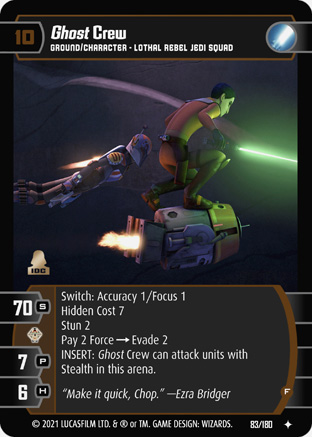 10
Ghost Crew
GROUND/CHARACTER - LOTHAL REBEL JEDI SQUAD
IDC
70 S
7 P
6 H
Switch: Accuracy 1/Focus 1
Hidden Cost 7
Stun 2
Pay 2 Force → Evade 2
INSERT: Ghost Crew can attack units with
Stealth in this arena.
“Make it quick, Chop.” —Ezra Bridger
F
© 2021 LUCASFILM LTD. & ® or TM. GAME DESIGN: WIZARDS.
83/180